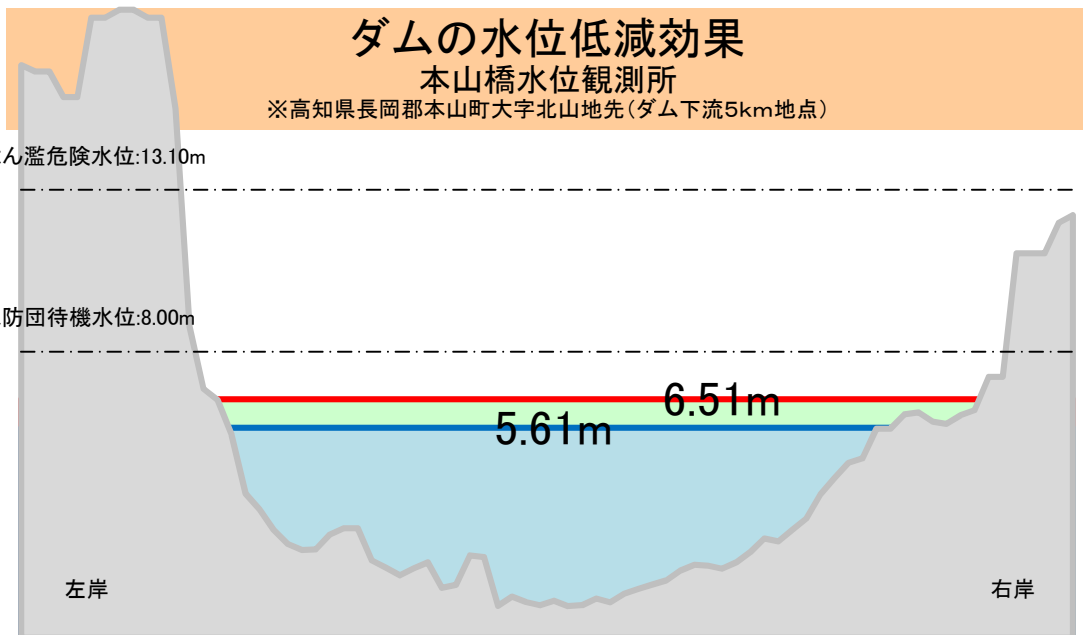 ダムの水位低減効果
本山橋水位観測所
※高知県長岡郡本山町大字北山地先(ダム下流5km地点)
ん濫危険水位:13.10m
防団待機水位:8.00m
6.51m
5.61m
左岸
右岸